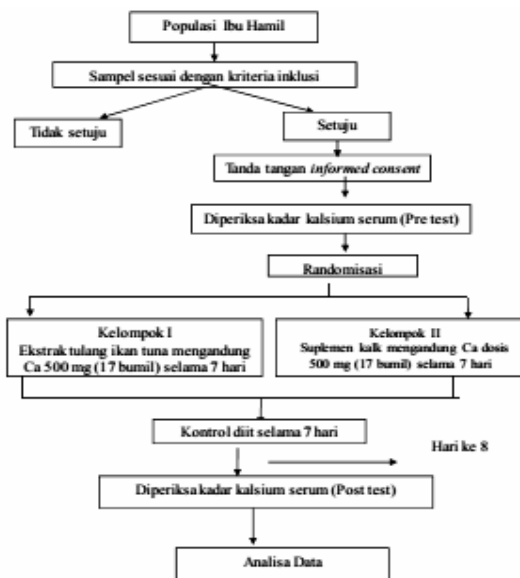 Populasi Ibu Hamil
Sampel sesuai dengan kriteria inklusi
Tidak setuju
Setuju
Tanda tangan informed consent
Diperiksa kadar kalsium serum (Pre test)
Randomisasi
Kelompok I
Ekstrak tulang ikan tuna mengandung
Ca 500 mg (17 bumil) selama 7 hari
Kelompok II
Suplemen kalk mengandung Ca dosis
500 mg (17 bumil) selama 7 hari
Kontrol diit selama 7 hari
Hari ke 8
Diperiksa kadar kalsium serum (Post test)
Analisa Data